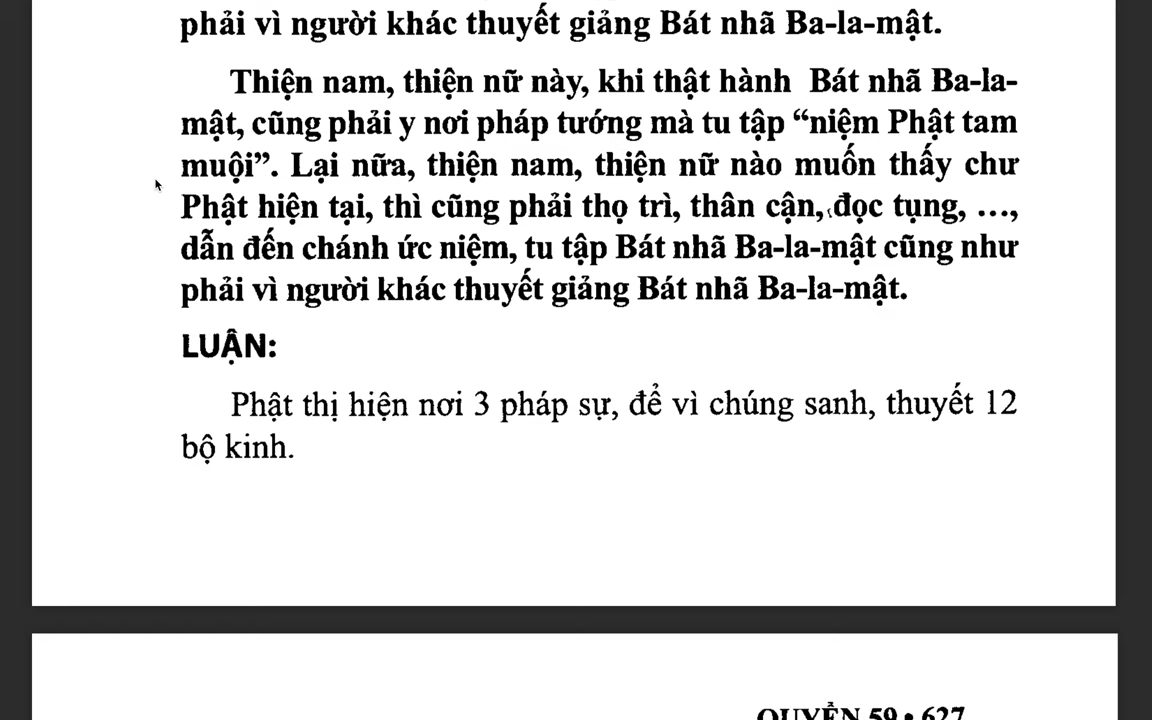 phải vì người khác thuyết giảng Bát nhã Ba-la-mật.
Thiện nam, thiện nữ này, khi thật hành Bát nhã Ba-la-
mật, cũng phải y nơi pháp tướng mà tu tập “niệm Phật tam
muội”. Lại nữa, thiện nam, thiện nữ nào muốn thấy chư
Phật hiện tại, thì cũng phải thọ trì, thân cận, đọc tụng, …,
dẫn đến chánh ức niệm, tu tập Bát nhã Ba-la-mật cũng như
phải vì người khác thuyết giảng Bát nhã Ba-la-mật.
LUẬN:
Phật thị hiện nơi 3 pháp sự, để vì chúng sanh, thuyết 12
bộ kinh.
QUYỂN 59 • 627